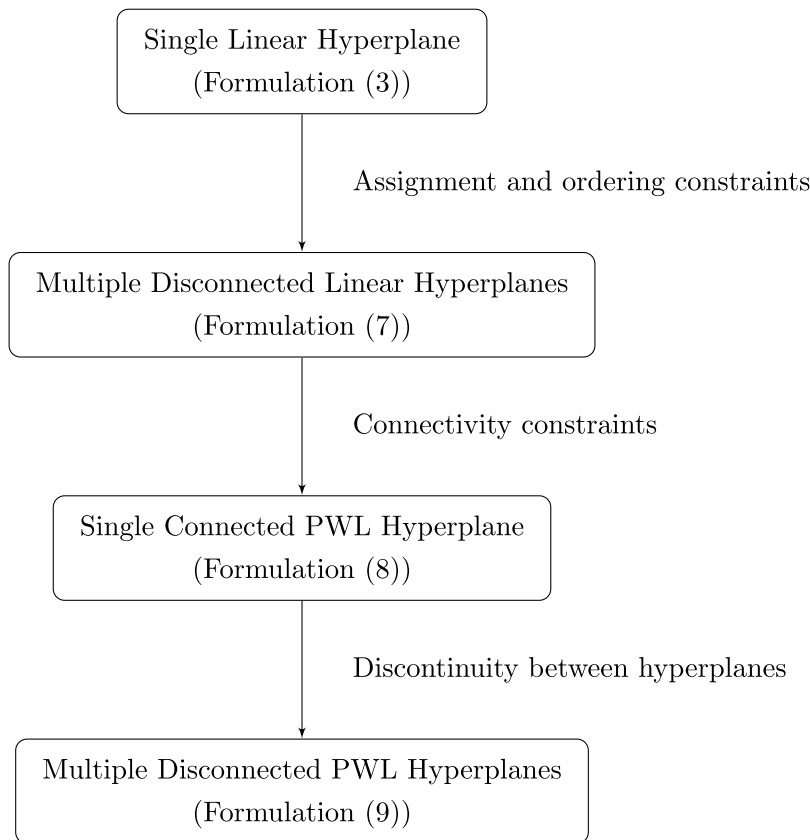 Single Linear Hyperplane
(Formulation (3))
Assignment and ordering constraints
Multiple Disconnected Linear Hyperplanes
(Formulation (7))
Connectivity constraints
Single Connected PWL Hyperplane
(Formulation (8))
Discontinuity between hyperplanes
Multiple Disconnected PWL Hyperplanes
(Formulation (9))